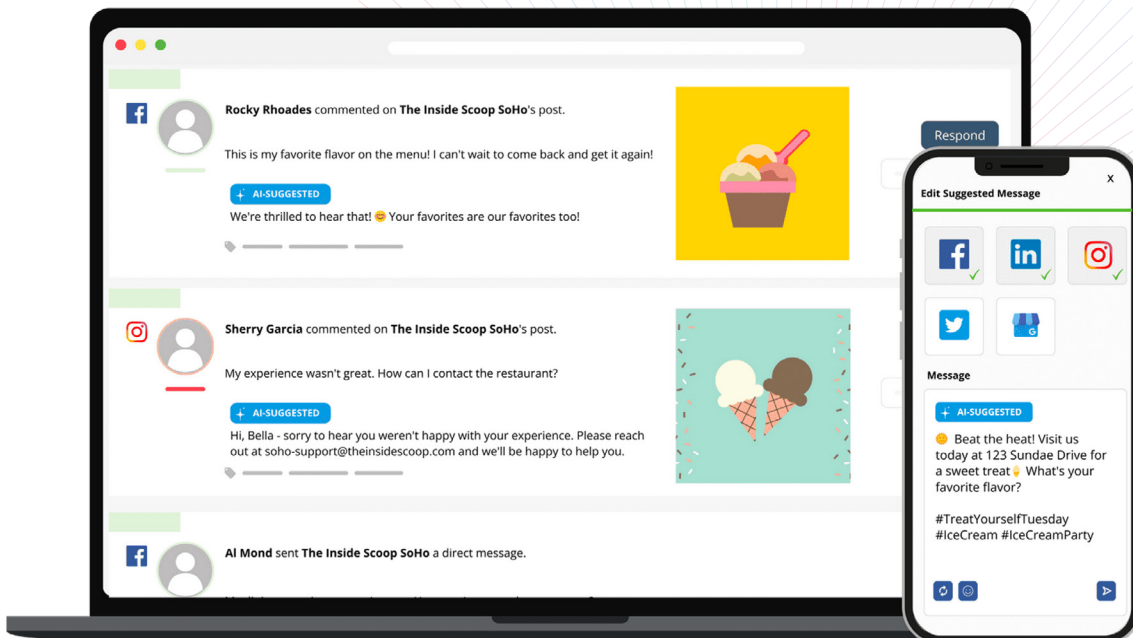 Rocky Rhoades commented on The Inside Scoop SoHo's post.
This is my favorite flavor on the menu! I can't wait to come back and get it again!
AI-SUGGESTED
We're thrilled to hear that! 😊 Your favorites are our favorites too!
Respond
Sherry Garcia commented on The Inside Scoop SoHo's post.
My experience wasn't great. How can I contact the restaurant?
AI-SUGGESTED
Hi, Bella - sorry to hear you weren't happy with your experience. Please reach
out at soho-support@theinsidescoop.com and we'll be happy to help you.
Al Mond sent The Inside Scoop SoHo a direct message.
X
Edit Suggested Message
in
G
Message
AI-SUGGESTED
🌞 Beat the heat! Visit us
today at 123 Sundae Drive for
a sweet treat🍦 What's your
favorite flavor?
#TreatYourselfTuesday
#IceCream #IceCreamParty